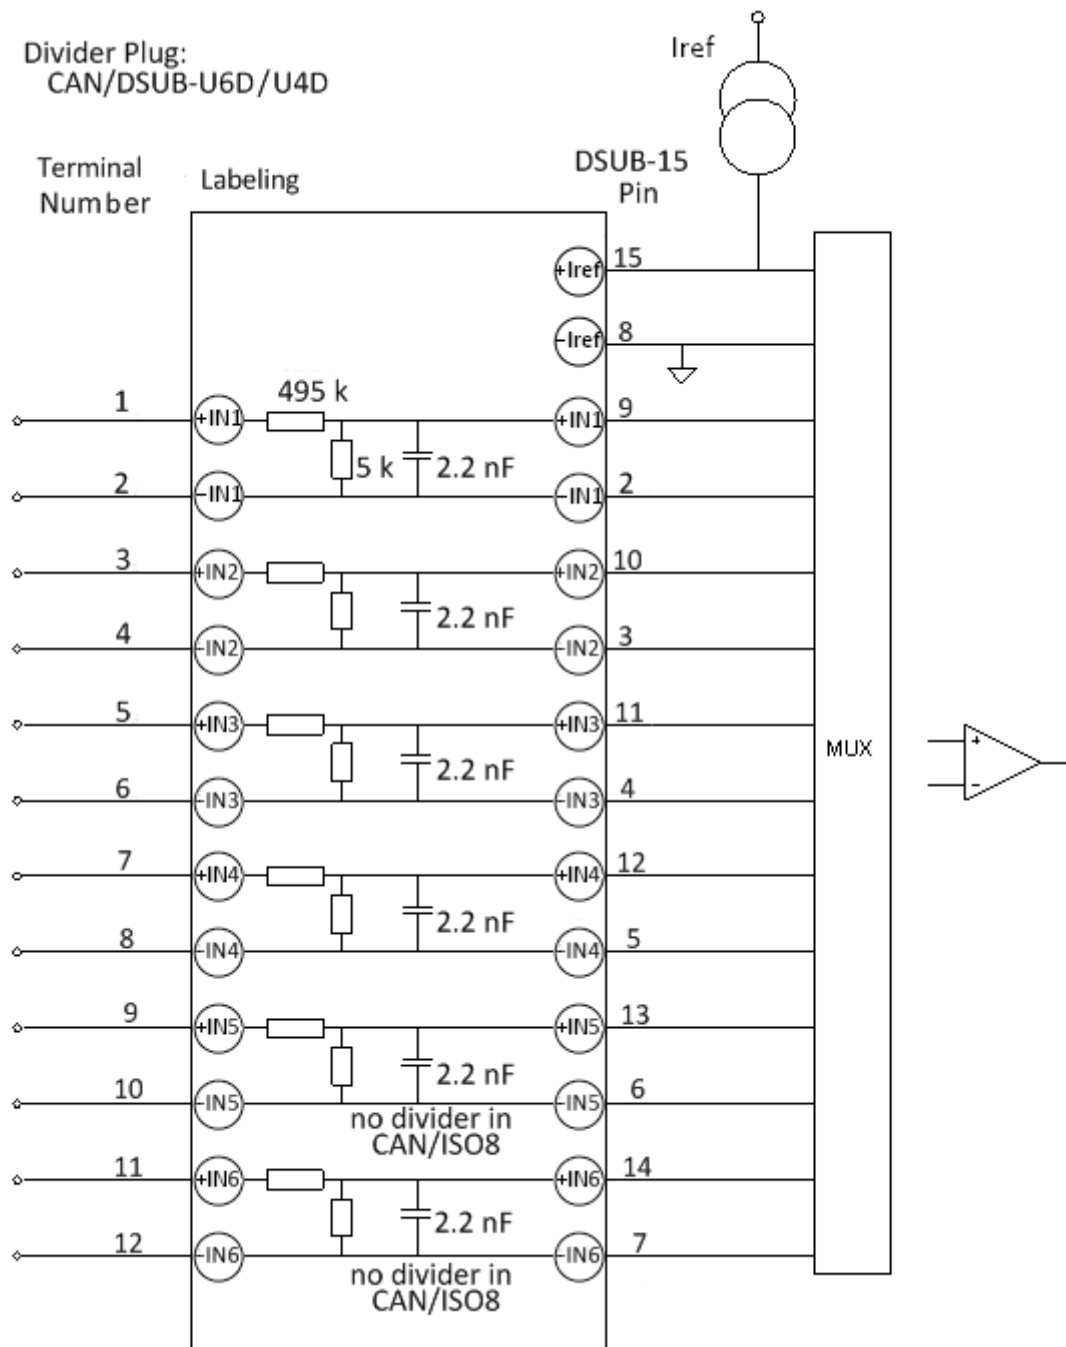 Divider Plug:
CAN/DSUB-U6D/U4D
Iref
Terminal
Number
Labeling
DSUB-15
Pin
+Iref 15
-Iref 8
1 +IN1 495 k +IN1 9
5 k 2.2 nF
2 -IN1 -IN1 2
3 +IN2 +IN2 10
2.2 nF
4 -IN2 -IN2 3
5 +IN3 +IN3 11
MUX + -
2.2 nF
6 -IN3 -IN3 4
7 +IN4 +IN4 12
2.2 nF
8 -IN4 -IN4 5
9 +IN5 +IN5 13
2.2 nF
10 -IN5 -IN5 6
no divider in
CAN/ISO8
11 +IN6 +IN6 14
2.2 nF
12 -IN6 -IN6 7
no divider in
CAN/ISO8